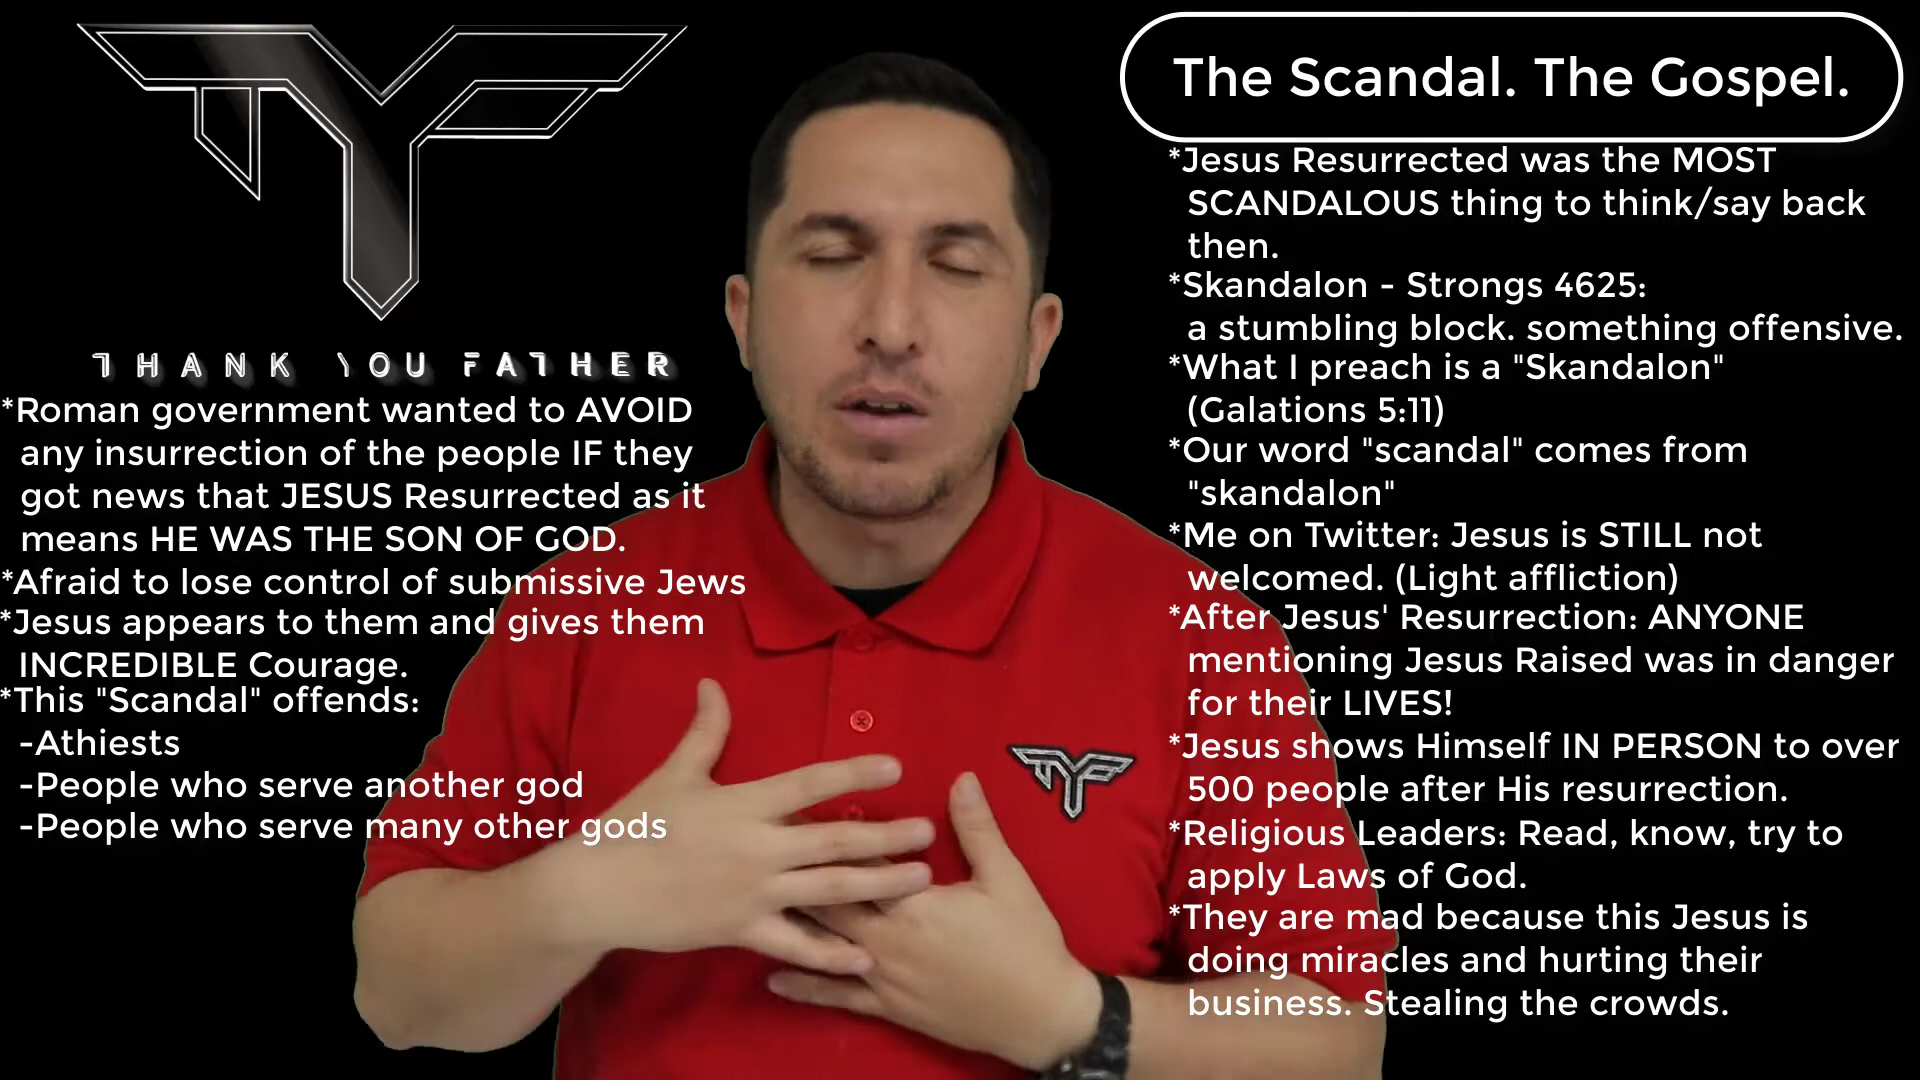 THANK YOU FATHER
*Roman government wanted to AVOID
any insurrection of the people IF they
got news that JESUS Resurrected as it
means HE WAS THE SON OF GOD.
*Afraid to lose control of submissive Jews
*Jesus appears to them and gives them
INCREDIBLE Courage.
*This "Scandal" offends:
-Athiests
-People who serve another god
-People who serve many other gods
The Scandal. The Gospel.
*Jesus Resurrected was the MOST
SCANDALOUS thing to think/say back
then.
*Skandalon - Strongs 4625:
a stumbling block. something offensive.
*What I preach is a "Skandalon"
(Galations 5:11)
*Our word "scandal" comes from
"skandalon"
*Me on Twitter: Jesus is STILL not
welcomed. (Light affliction)
*After Jesus' Resurrection: ANYONE
mentioning Jesus Raised was in danger
for their LIVES!
*Jesus shows Himself IN PERSON to over
500 people after His resurrection.
*Religious Leaders: Read, know, try to
apply Laws of God.
*They are mad because this Jesus is
doing miracles and hurting their
business. Stealing the crowds.
TYF